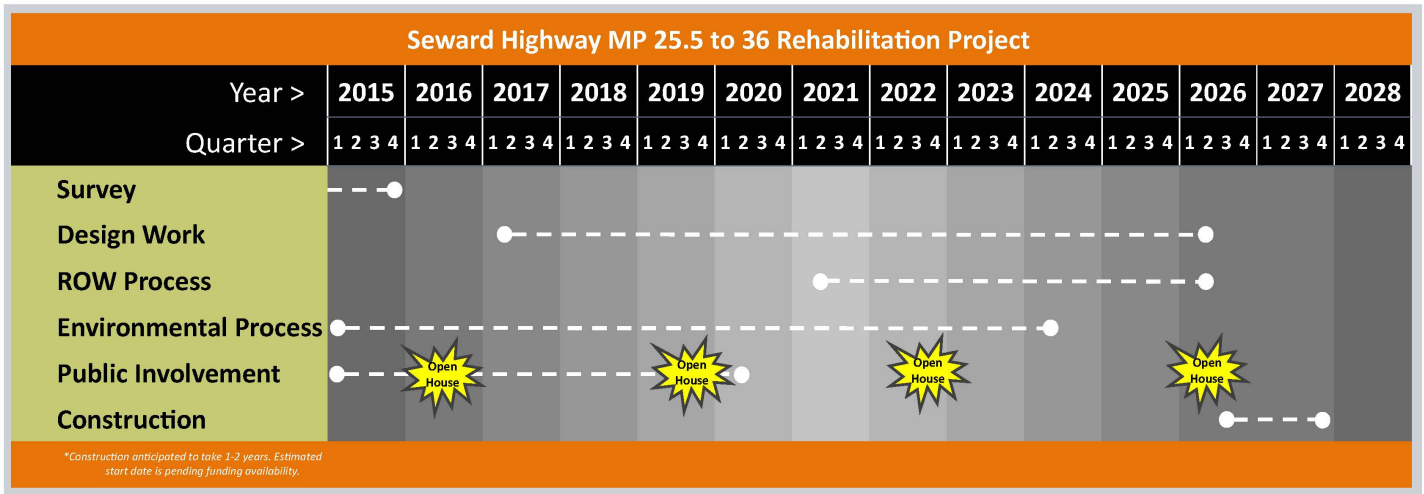 Seward Highway MP 25.5 to 36 Rehabilitation Project
Year > 2015 2016 2017 2018 2019 2020 2021 2022 2023 2024 2025 2026 2027 2028
Quarter > 1 2 3 4 1 2 3 4 1 2 3 4 1 2 3 4 1 2 3 4 1 2 3 4 1 2 3 4 1 2 3 4 1 2 3 4 1 2 3 4 1 2 3 4 1 2 3 4 1 2 3 4 1 2 3 4
Survey
Design Work
ROW Process
Environmental Process
Public Involvement
Open
House
Open
House
Open
House
Open
House
Construction
*Construction anticipated to take 1-2 years. Estimated
start date is pending funding availability.